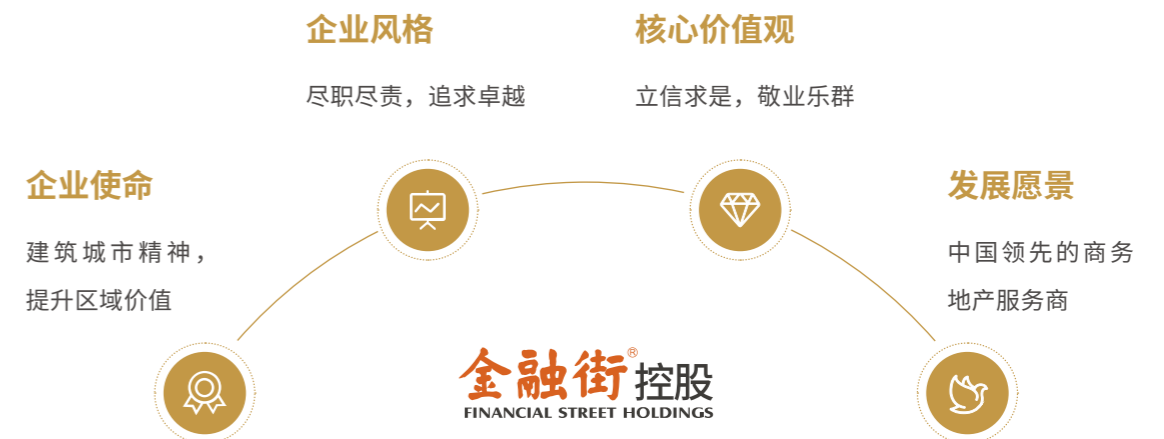 企业风格
尽职尽责，追求卓越
核心价值观
立信求是，敬业乐群
企业使命
建筑城市精神，
提升区域价值
发展愿景
中国领先的商务
地产服务商
金融街®控股
FINANCIAL STREET HOLDINGS